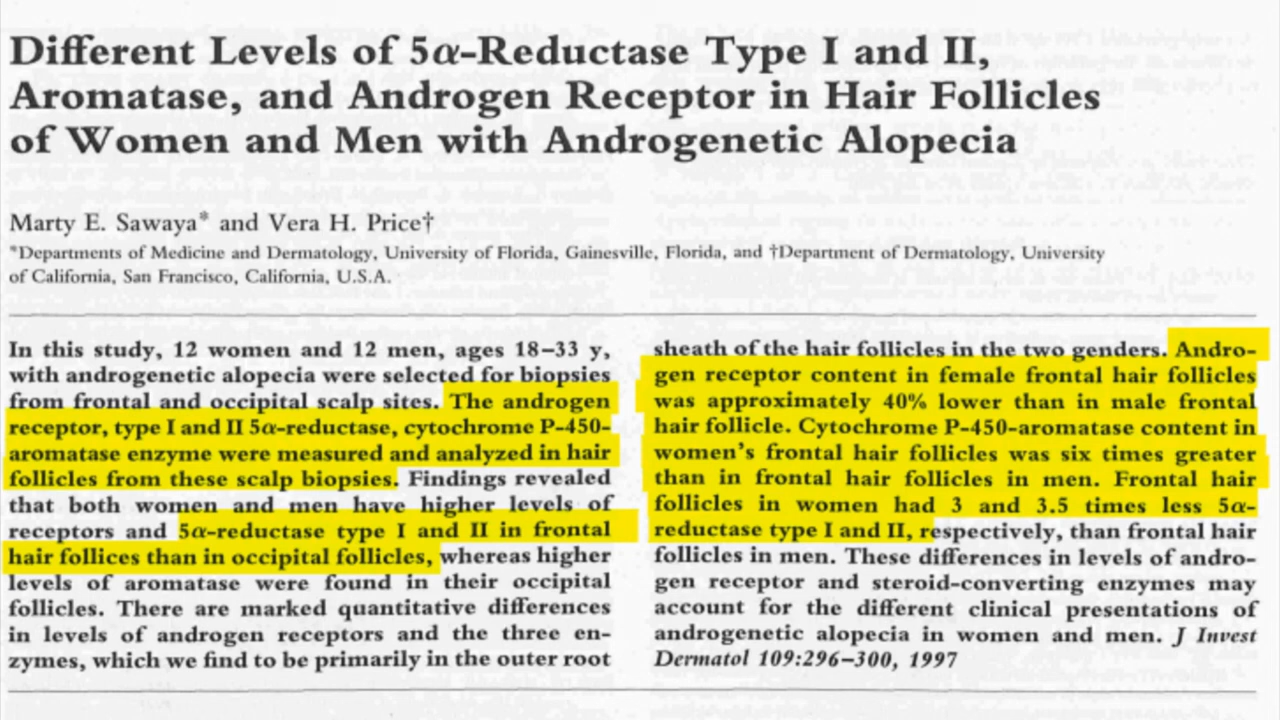 Different Levels of 5α-Reductase Type I and II,
Aromatase, and Androgen Receptor in Hair Follicles
of Women and Men with Androgenetic Alopecia
Marty E. Sawaya* and Vera H. Price†
*Departments of Medicine and Dermatology, University of Florida, Gainesville, Florida, and †Department of Dermatology, University
of California, San Francisco, California, U.S.A.
In this study, 12 women and 12 men, ages 18–33 y,
with androgenetic alopecia were selected for biopsies
from frontal and occipital scalp sites. The androgen
receptor, type I and II 5α-reductase, cytochrome P-450-
aromatase enzyme were measured and analyzed in hair
follicles from these scalp biopsies. Findings revealed
that both women and men have higher levels of
receptors and 5α-reductase type I and II in frontal
hair follices than in occipital follicles, whereas higher
levels of aromatase were found in their occipital
follicles. There are marked quantitative differences
in levels of androgen receptors and the three en-
zymes, which we find to be primarily in the outer root
sheath of the hair follicles in the two genders. Andro-
gen receptor content in female frontal hair follicles
was approximately 40% lower than in male frontal
hair follicle. Cytochrome P-450-aromatase content in
women's frontal hair follicles was six times greater
than in frontal hair follicles in men. Frontal hair
follicles in women had 3 and 3.5 times less 5α-
reductase type I and II, respectively, than frontal hair
follicles in men. These differences in levels of andro-
gen receptor and steroid-converting enzymes may
account for the different clinical presentations of
androgenetic alopecia in women and men. J Invest
Dermatol 109:296–300, 1997